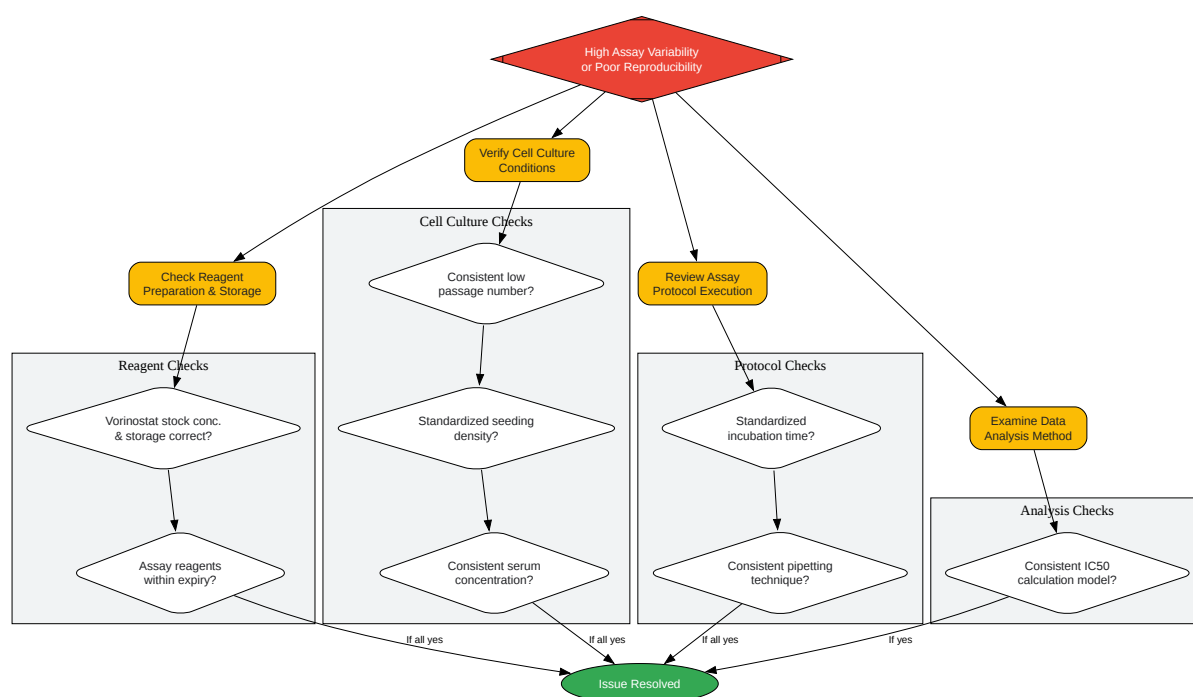 High Assay Variability
or Poor Reproducibility
Verify Cell Culture
Conditions
Cell Culture Checks
Check Reagent
Preparation & Storage
Consistent low
passage number?
Review Assay
Protocol Execution
Reagent Checks
Protocol Checks
Vorinostat stock conc.
& storage correct?
Standardized seeding
density?
Standardized
incubation time?
Examine Data
Analysis Method
Analysis Checks
Assay reagents
within expiry?
Consistent serum
concentration?
Consistent pipetting
technique?
Consistent IC50
calculation model?
If all yes
If all yes
If all yes
If yes
Issue Resolved